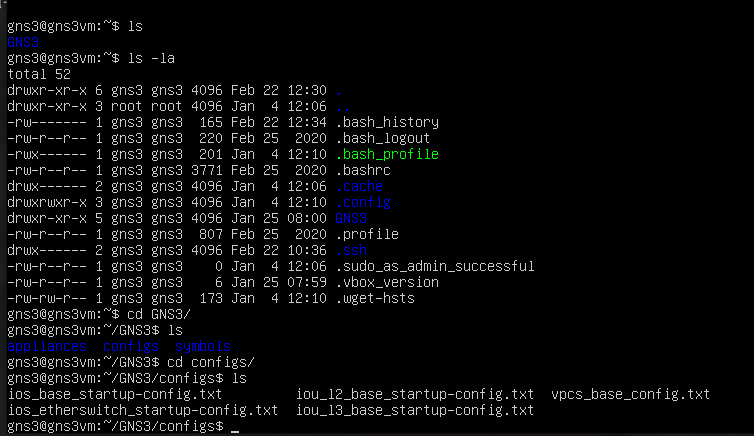 gns3@gns3vm:~$ ls
GNS3
gns3@gns3vm:~$ ls -la
total 52
drwxr-xr-x 6 gns3 gns3 4096 Feb 22 12:30 .
drwxr-xr-x 3 root root 4096 Jan  4 12:06 ..
-rw------- 1 gns3 gns3  165 Feb 22 12:34 .bash_history
-rw-r--r-- 1 gns3 gns3  220 Feb 25  2020 .bash_logout
-rwx------ 1 gns3 gns3  201 Jan  4 12:10 .bash_profile
-rw-r--r-- 1 gns3 gns3 3771 Feb 25  2020 .bashrc
drwx------ 2 gns3 gns3 4096 Jan  4 12:06 .cache
drwxrwxr-x 3 gns3 gns3 4096 Jan  4 12:10 .config
drwxr-xr-x 5 gns3 gns3 4096 Jan 25 08:00 GNS3
-rw-r--r-- 1 gns3 gns3  807 Feb 25  2020 .profile
drwx------ 2 gns3 gns3 4096 Feb 22 10:36 .ssh
-rw-r--r-- 1 gns3 gns3    0 Jan  4 12:06 .sudo_as_admin_successful
-rw-r--r-- 1 gns3 gns3    6 Jan 25 07:59 .vbox_version
-rw-rw-r-- 1 gns3 gns3  173 Jan  4 12:10 .wget-hsts
gns3@gns3vm:~$ cd GNS3/
gns3@gns3vm:~/GNS3$ ls
appliances  configs  symbols
gns3@gns3vm:~/GNS3$ cd configs/
gns3@gns3vm:~/GNS3/configs$ ls
ios_base_startup-config.txt         iou_l2_base_startup-config.txt  vpcs_base_config.txt
ios_etherswitch_startup-config.txt  iou_l3_base_startup-config.txt
gns3@gns3vm:~/GNS3/configs$ _